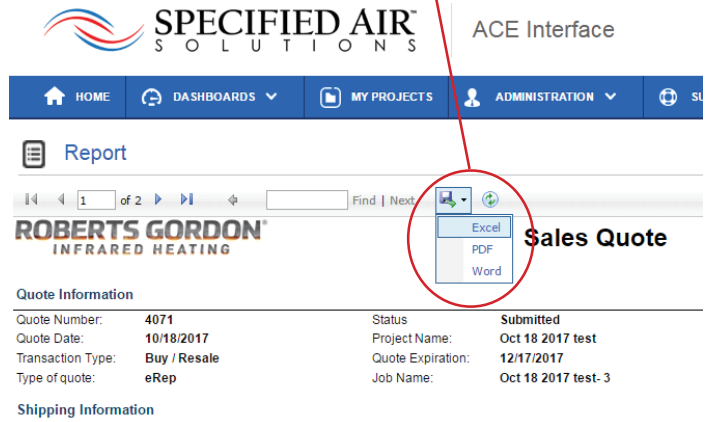 SPECIFIED AIR
SOLUTIONS
ACE Interface
HOME DASHBOARDS MY PROJECTS ADMINISTRATION
Report
1 of 2 Find | Next
Excel
PDF
Word
ROBERTS GORDON®
INFRARED HEATING
Sales Quote
Quote Information
Quote Number: 4071 Status Submitted
Quote Date: 10/18/2017 Project Name: Oct 18 2017 test
Transaction Type: Buy / Resale Quote Expiration: 12/17/2017
Type of quote: eRep Job Name: Oct 18 2017 test- 3
Shipping Information